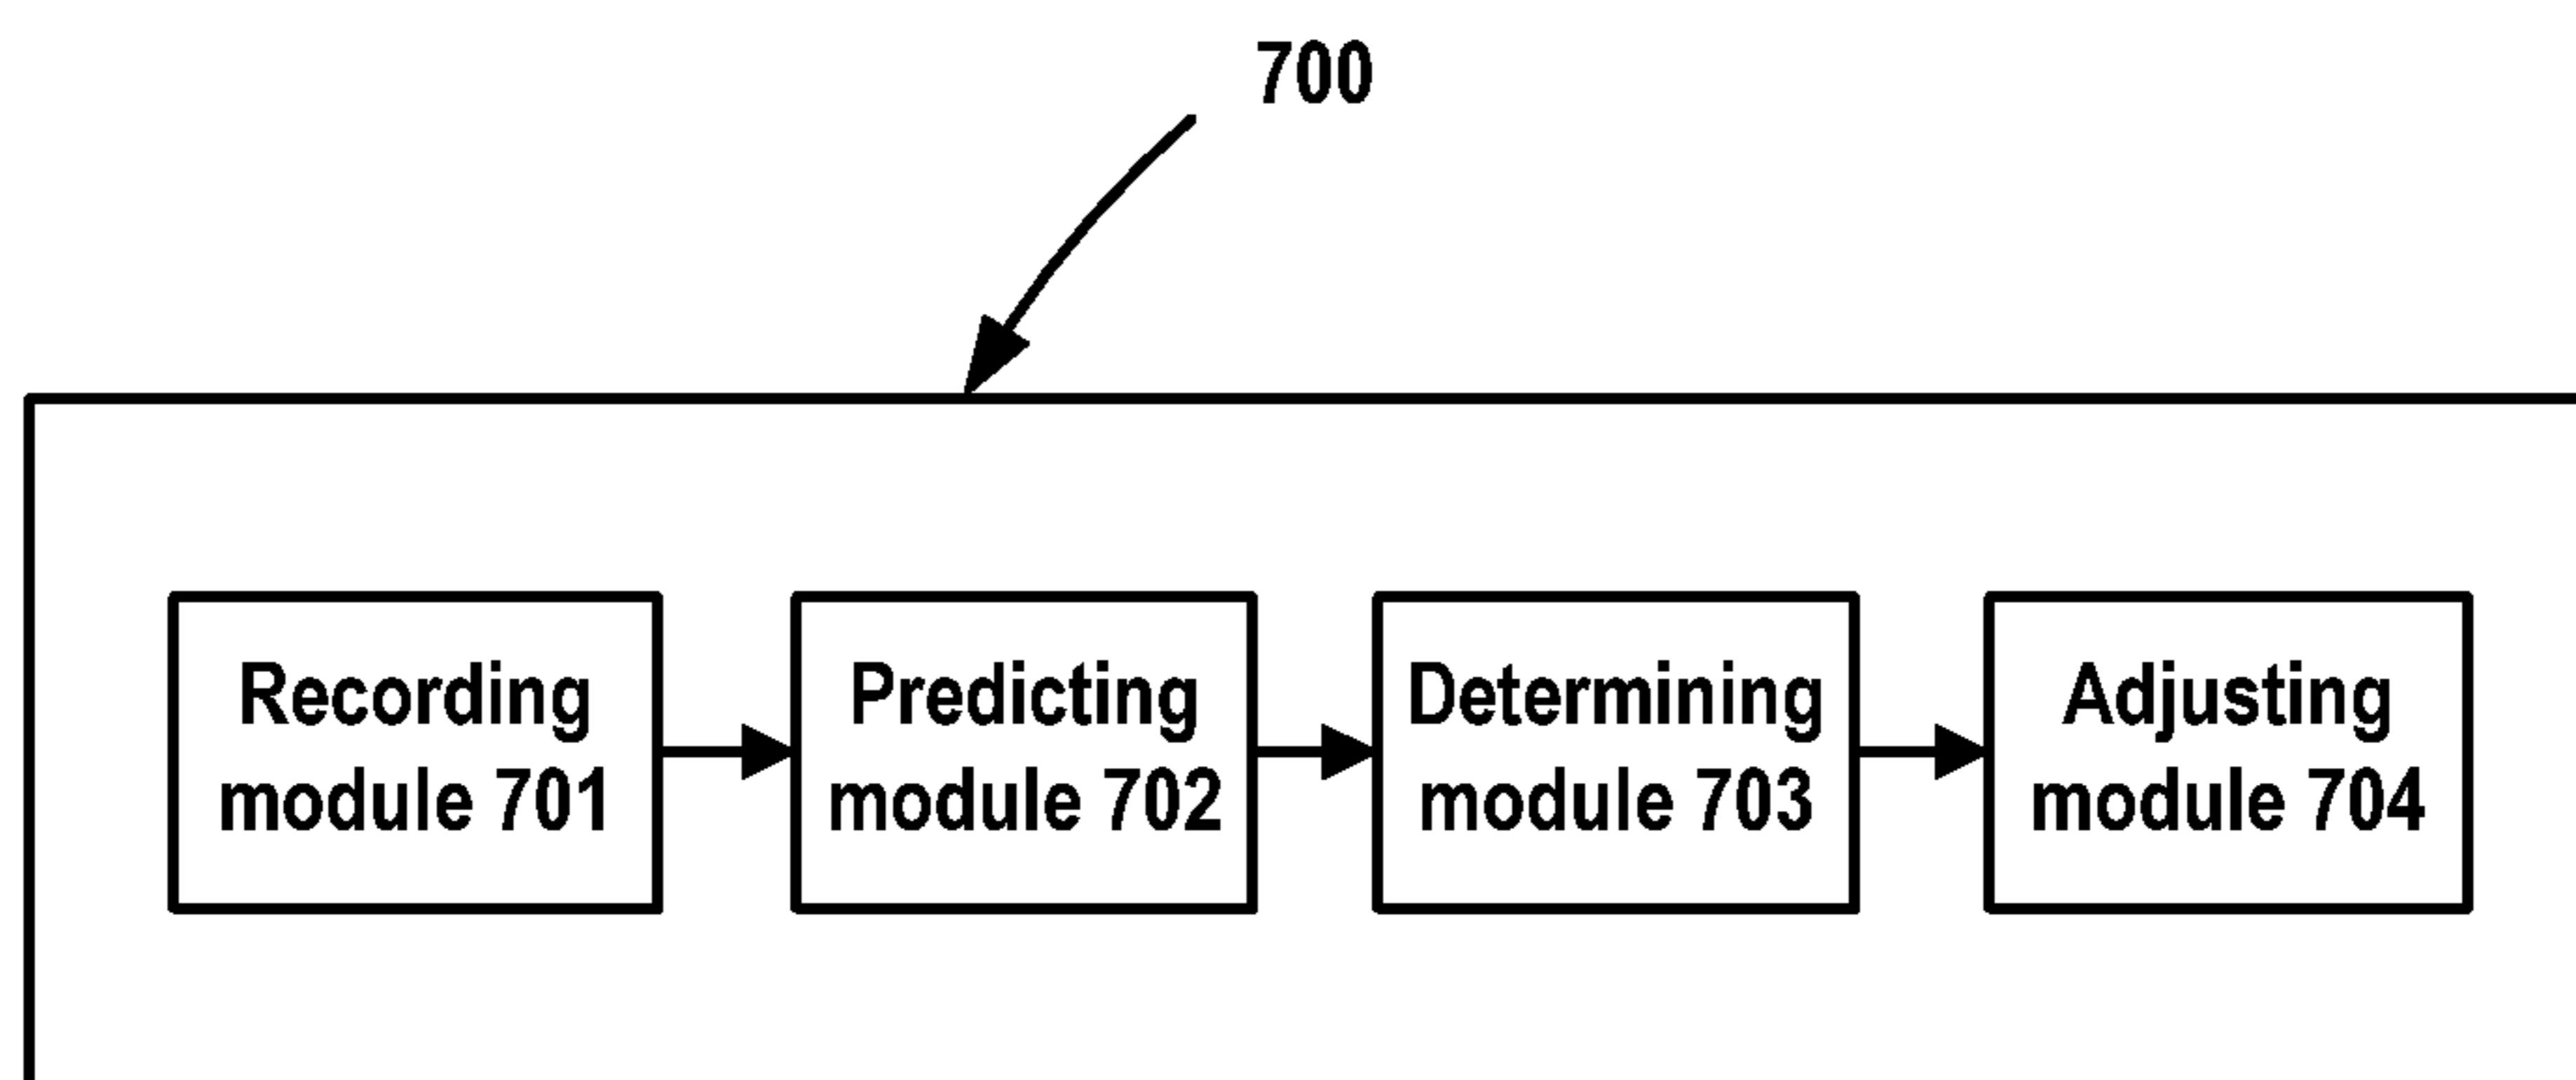 700
Recording
module 701
Predicting
module 702
Determining
module 703
Adjusting
module 704